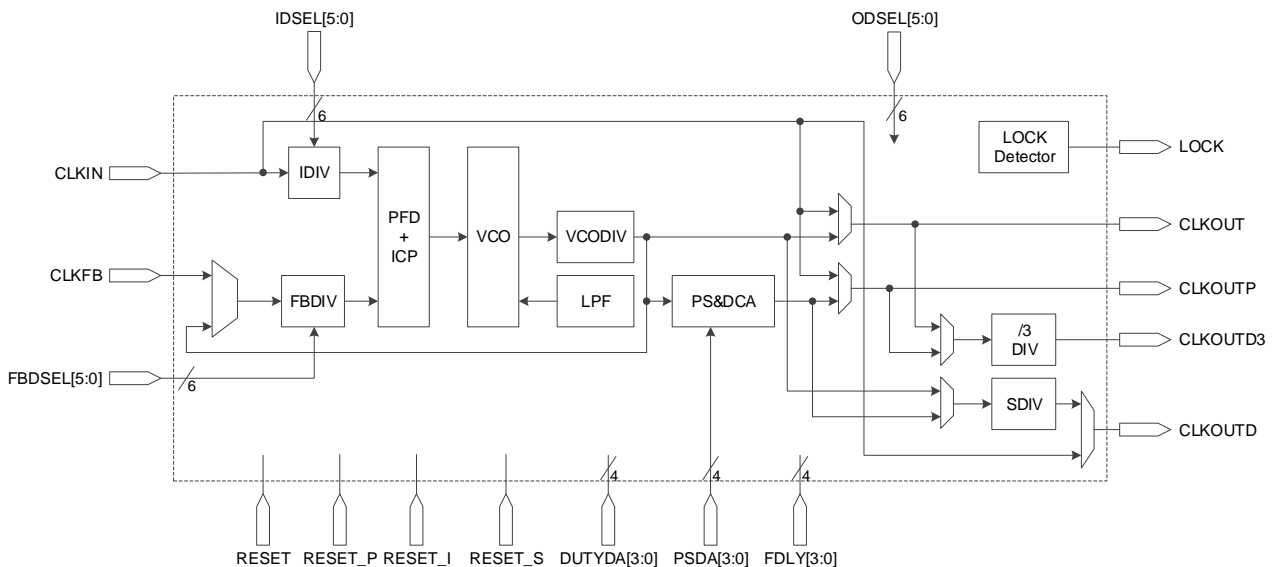 IDSEL[5:0]
ODSEL[5:0]
6
6
LOCK
Detector
LOCK
CLKIN
IDIV
PFD
+
ICP
VCO
VCODIV
CLKOUT
CLKFB
FBDIV
LPF
PS&DCA
CLKOUTP
/3
DIV
CLKOUTD3
FBDSEL[5:0]
6
SDIV
CLKOUTD
4
4
4
RESET
RESET_P
RESET_I
RESET_S
DUTYDA[3:0]
PSDA[3:0]
FDLY[3:0]